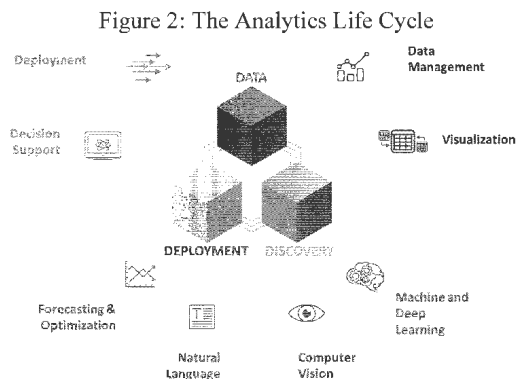 Figure 2: The Analytics Life Cycle
Deployment
Data
Management
DATA
Decision
Support
Visualization
DEPLOYMENT
DISCOVERY
Forecasting &
Optimization
Machine and
Deep
Learning
T
Natural
Language
Computer
Vision